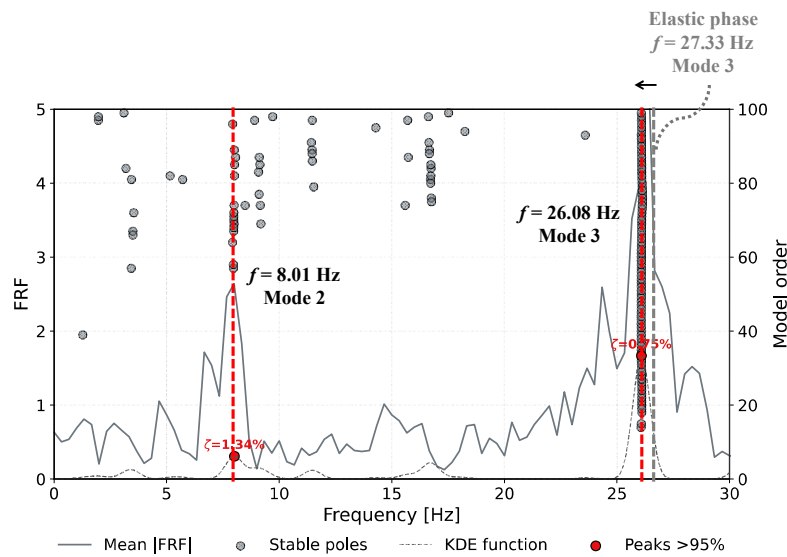 Elastic phase
f = 27.33 Hz
Mode 3
5
4
3
2
1
0
FRF
100
80
60
40
20
0
Model order
f = 26.08 Hz
Mode 3
f = 8.01 Hz
Mode 2
ζ=0.75%
ζ=1.34%
0 5 10 15 20 25 30
Frequency [Hz]
Mean |FRF| Stable poles KDE function Peaks >95%